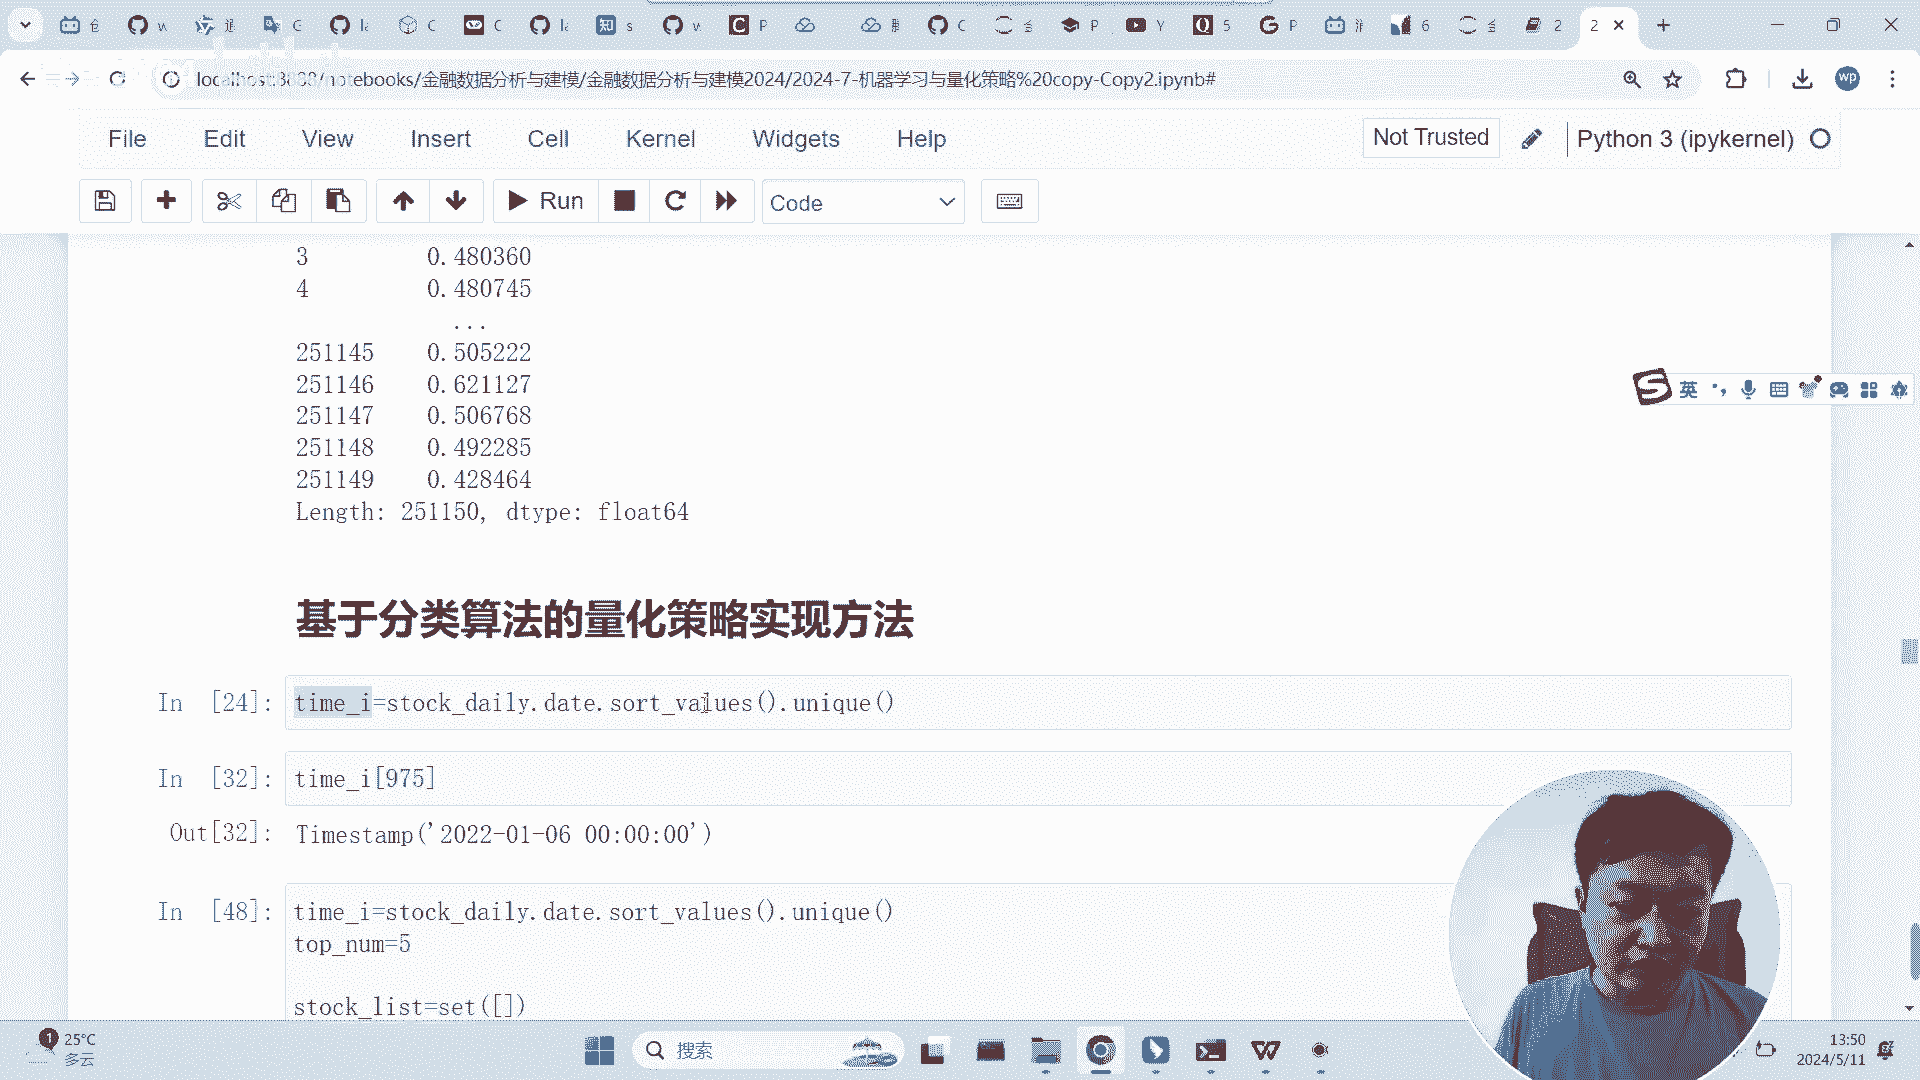 localhost:8888/notebooks/金融数据分析与建模/金融数据分析与建模2024/2024-7-机器学习与量化策略%20copy-Copy2.ipynb#
wp
File Edit View Insert Cell Kernel Widgets Help
Not Trusted
Python 3 (ipykernel)
Run
Code
3 0.480360
4 0.480745
...
251145 0.505222
251146 0.621127
251147 0.506768
251148 0.492285
251149 0.428464
Length: 251150, dtype: float64
英
基于分类算法的量化策略实现方法
In [24]: time_i=stock_daily.date.sort_values().unique()
In [32]: time_i[975]
Out[32]: Timestamp('2022-01-06 00:00:00')
In [48]: time_i=stock_daily.date.sort_values().unique()
top_num=5
stock_list=set([])
1
25°C
多云
搜索
13:50
2024/5/11